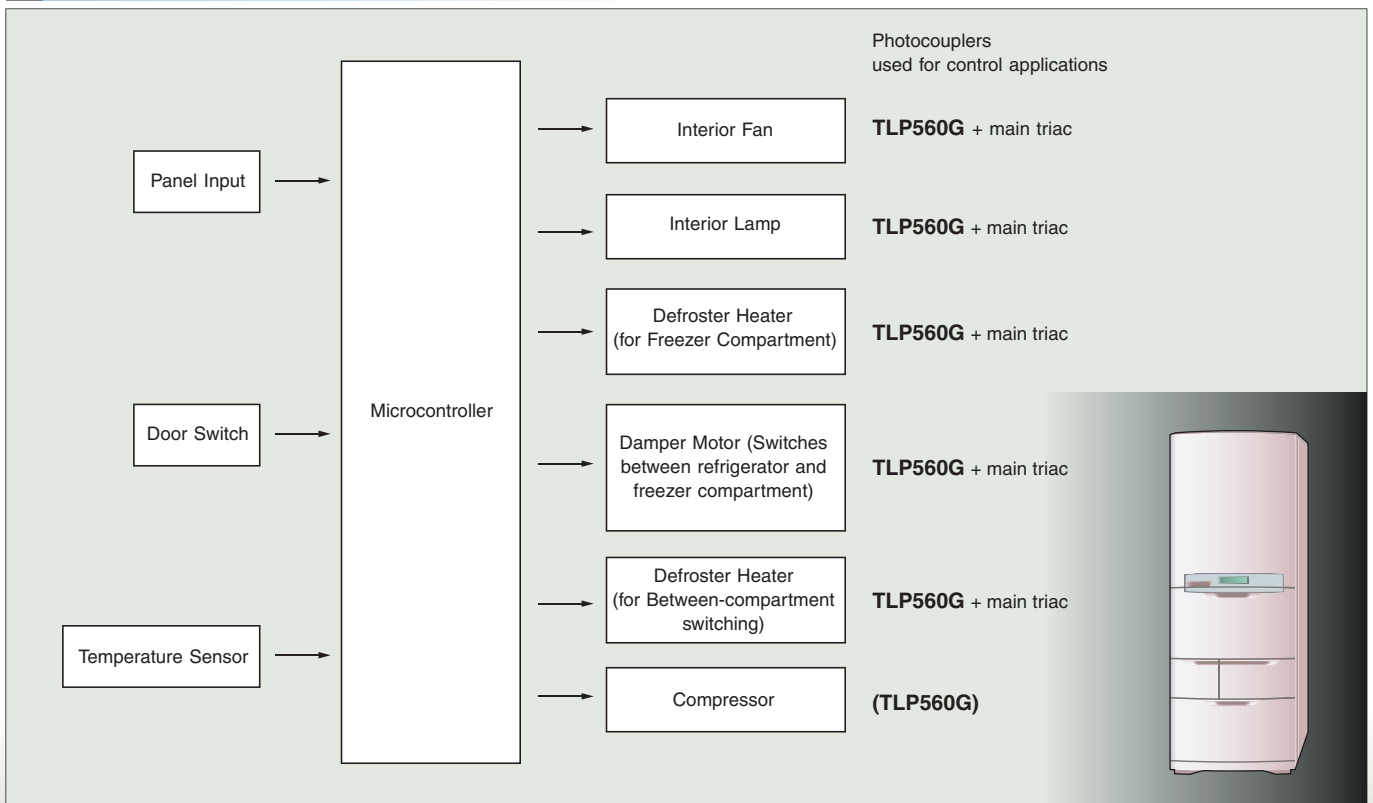 Photocouplers
used for control applications
Panel Input
Door Switch
Temperature Sensor
Microcontroller
Interior Fan
TLP560G + main triac
Interior Lamp
TLP560G + main triac
Defroster Heater
(for Freezer Compartment)
TLP560G + main triac
Damper Motor (Switches
between refrigerator and
freezer compartment)
TLP560G + main triac
Defroster Heater
(for Between-compartment
switching)
TLP560G + main triac
Compressor
(TLP560G)